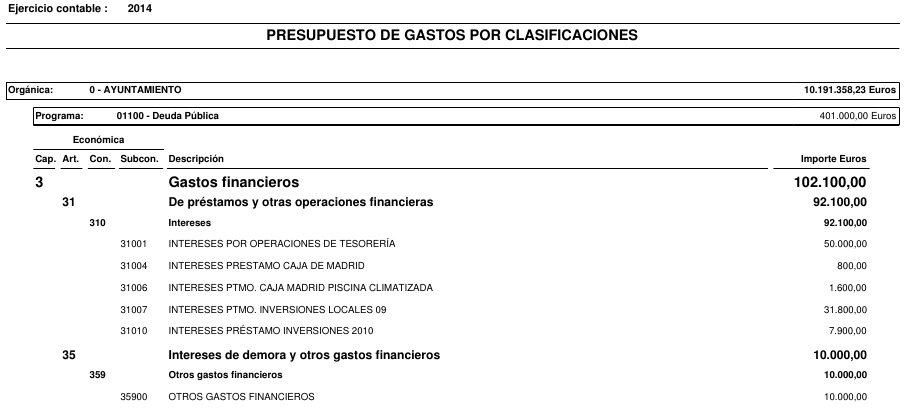 Ejercicio contable : 2014
PRESUPUESTO DE GASTOS POR CLASIFICACIONES
Orgánica: 0 - AYUNTAMIENTO 10.191.358,23 Euros
Programa: 01100 - Deuda Pública 401.000,00 Euros
Económica
Cap. Art. Con. Subcon. Descripción Importe Euros
3 Gastos financieros 102.100,00
31 De préstamos y otras operaciones financieras 92.100,00
310 Intereses 92.100,00
31001 INTERESES POR OPERACIONES DE TESORERÍA 50.000,00
31004 INTERESES PRESTAMO CAJA DE MADRID 800,00
31006 INTERESES PTMO. CAJA MADRID PISCINA CLIMATIZADA 1.600,00
31007 INTERESES PTMO. INVERSIONES LOCALES 09 31.800,00
31010 INTERESES PRÉSTAMO INVERSIONES 2010 7.900,00
35 Intereses de demora y otros gastos financieros 10.000,00
359 Otros gastos financieros 10.000,00
35900 OTROS GASTOS FINANCIEROS 10.000,00